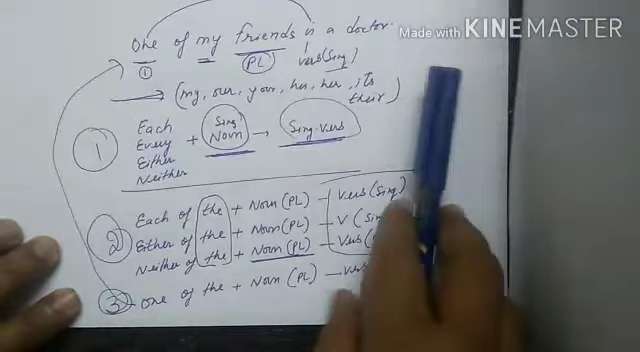 Made with KINEMASTER
One of my friends is a doctor.
① PL verb (Sing)
(my, our, your, his, her, its
their)
① Each
Every + Sing Noun → Sing. Verb
Either
Neither
② Each of the + Noun (PL) - Verb (Sing)
Either of the + Noun (PL) - V (Sin
Neither of the + Noun (PL) - Verb (
③ - One of the + Noun (PL) - Ver